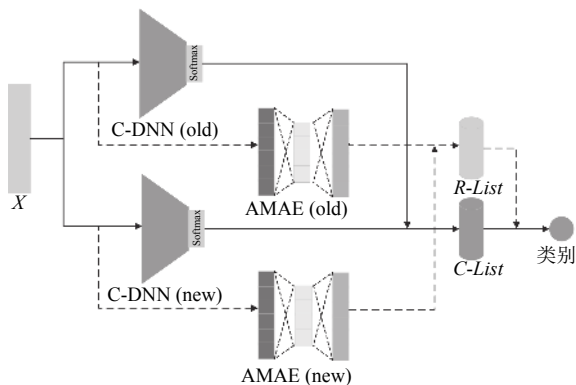 Softmax
C-DNN (old)
X
AMAE (old)
R-List
Softmax
C-DNN (new)
C-List
类别
AMAE (new)